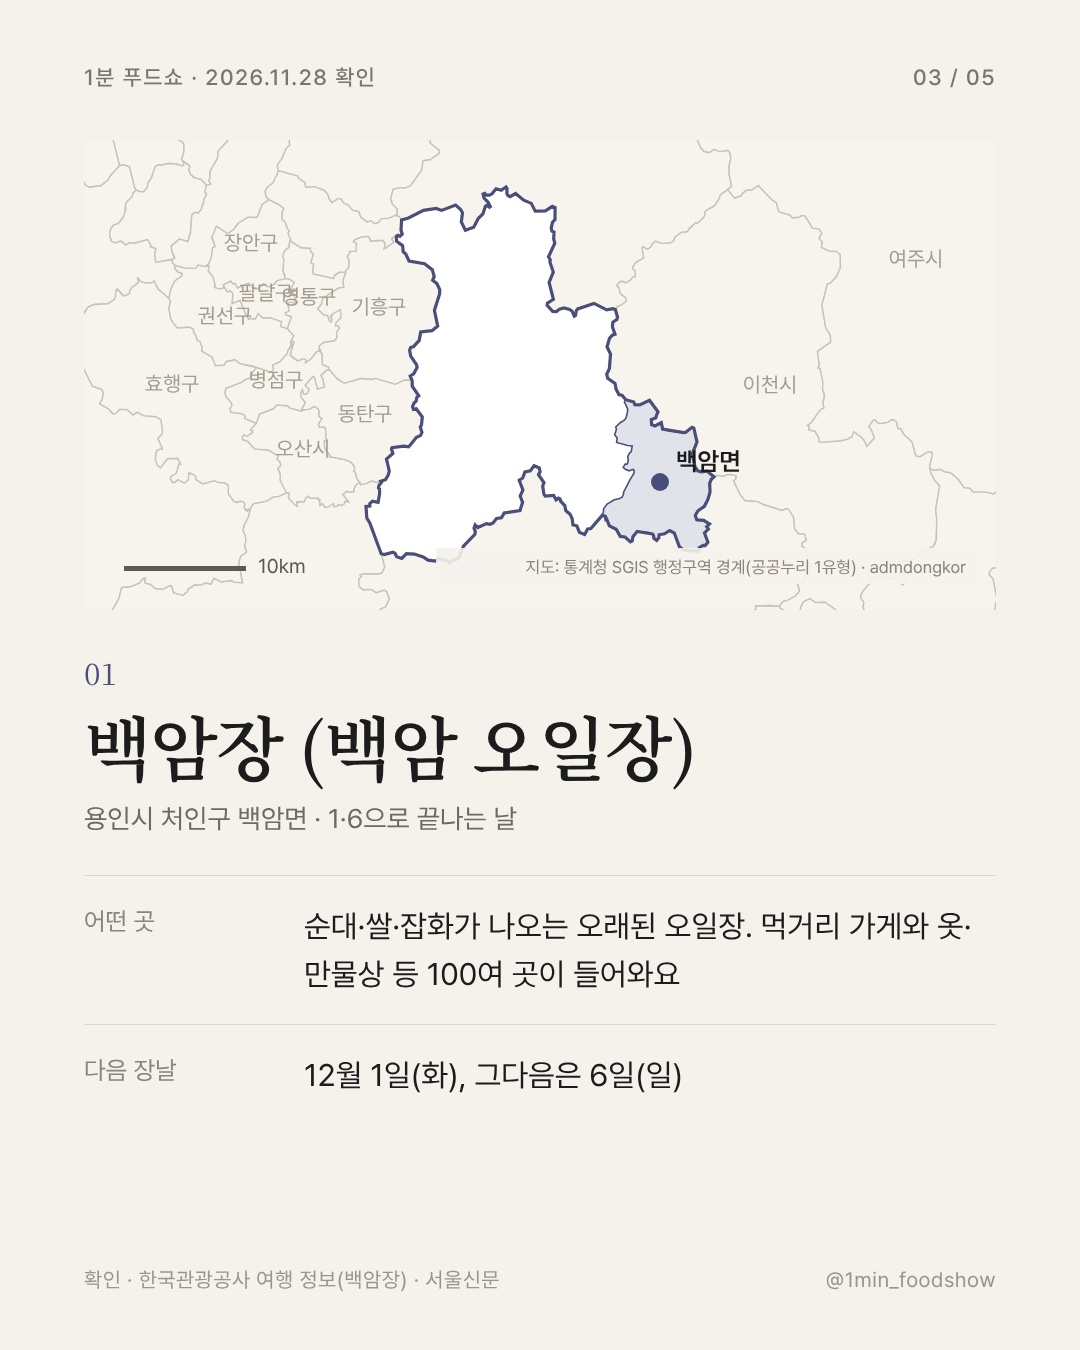 1분 푸드쇼 · 2026.11.28 확인
03 / 05
장안구
여주시
팔달구
영통구
기흥구
권선구
효행구
병점구
이천시
동탄구
오산시
백암면
10km
지도: 통계청 SGIS 행정구역 경계(공공누리 1유형) · admdongkor
01
백암장 (백암 오일장)
용인시 처인구 백암면 · 1·6으로 끝나는 날
어떤 곳
순대·쌀·잡화가 나오는 오래된 오일장. 먹거리 가게와 옷·
만물상 등 100여 곳이 들어와요
다음 장날
12월 1일(화), 그다음은 6일(일)
확인 · 한국관광공사 여행 정보(백암장) · 서울신문
@1min_foodshow